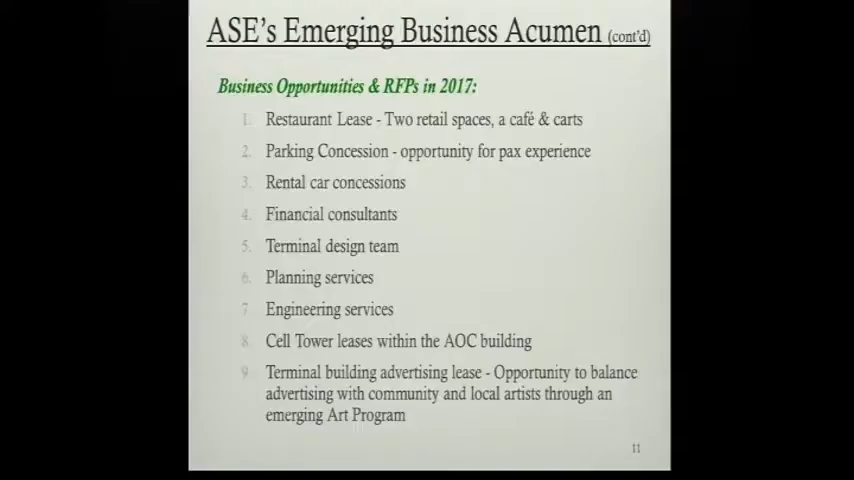 ASE's Emerging Business Acumen (cont'd)
Business Opportunities & RFPs in 2017:
1. Restaurant Lease - Two retail spaces, a café & carts
2. Parking Concession - opportunity for pax experience
3. Rental car concessions
4. Financial consultants
5. Terminal design team
6. Planning services
7. Engineering services
8. Cell Tower leases within the AOC building
9. Terminal building advertising lease - Opportunity to balance
advertising with community and local artists through an
emerging Art Program
11